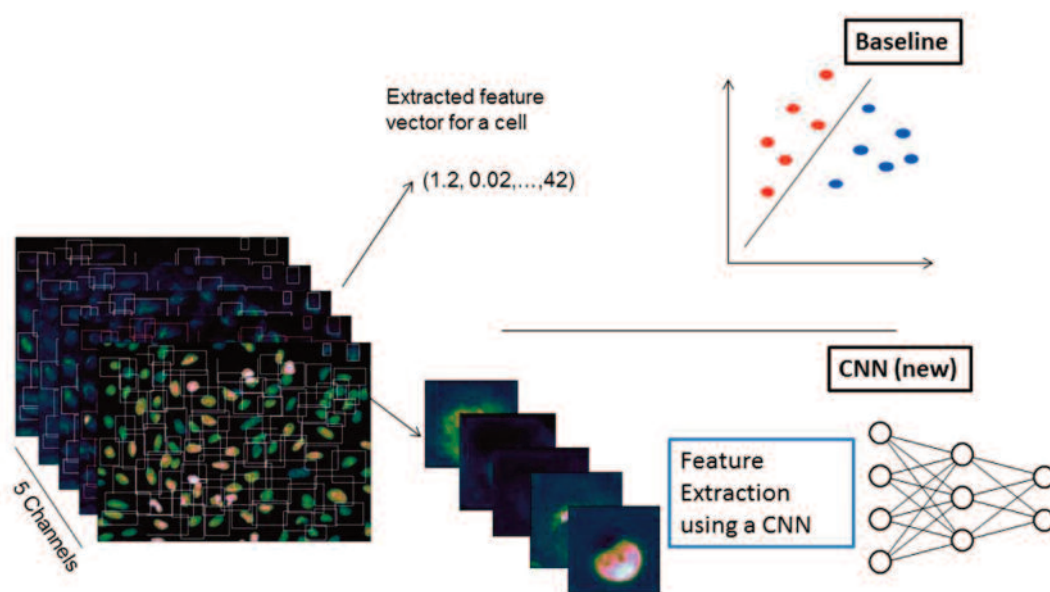 Baseline
Extracted feature
vector for a cell
(1.2, 0.02,...,42)
5 Channels
CNN (new)
Feature
Extraction
using a CNN